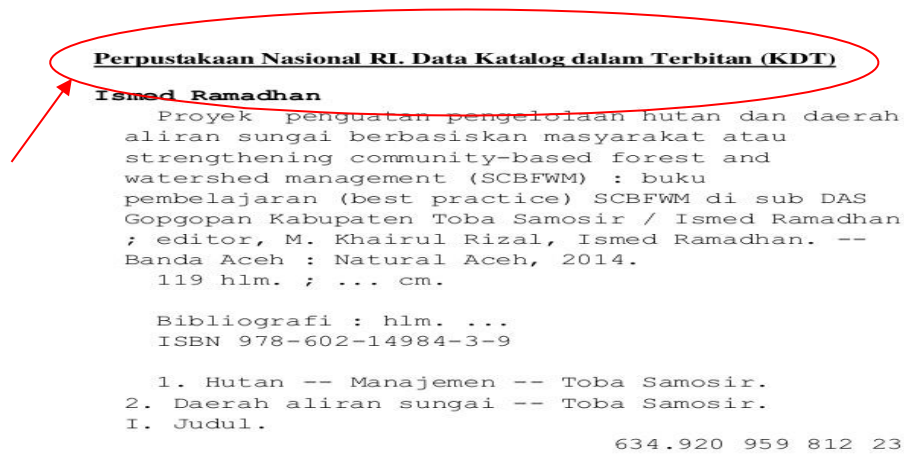 Perpustakaan Nasional RI. Data Katalog dalam Terbitan (KDT)
Ismed Ramadhan
Proyek penguatan pengelolaan hutan dan daerah
aliran sungai berbasiskan masyarakat atau
strengthening community-based forest and
watershed management (SCBFWM) : buku
pembelajaran (best practice) SCBFWM di sub DAS
Gopgopan Kabupaten Toba Samosir / Ismed Ramadhan
; editor, M. Khairul Rizal, Ismed Ramadhan. --
Banda Aceh : Natural Aceh, 2014.
119 hlm. ; ... cm.
Bibliografi : hlm. ...
ISBN 978-602-14984-3-9
1. Hutan -- Manajemen -- Toba Samosir.
2. Daerah aliran sungai -- Toba Samosir.
I. Judul.
634.920 959 812 23